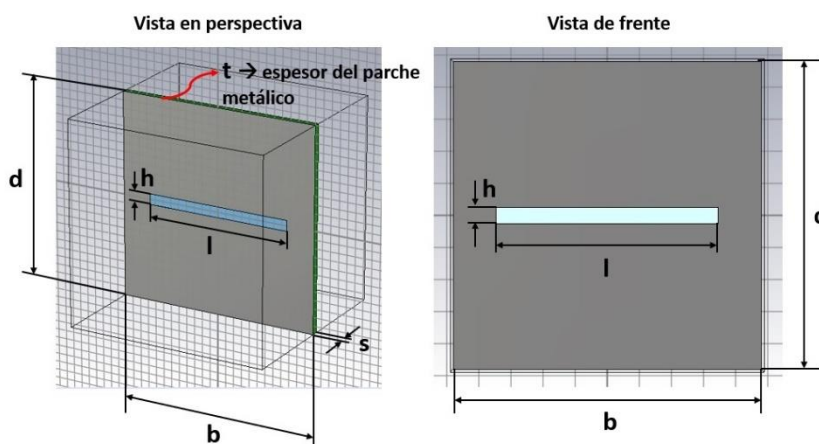 Vista en perspectiva
Vista de frente
t → espesor del parche
metálico
d
h
l
s
b
h
l
d
b